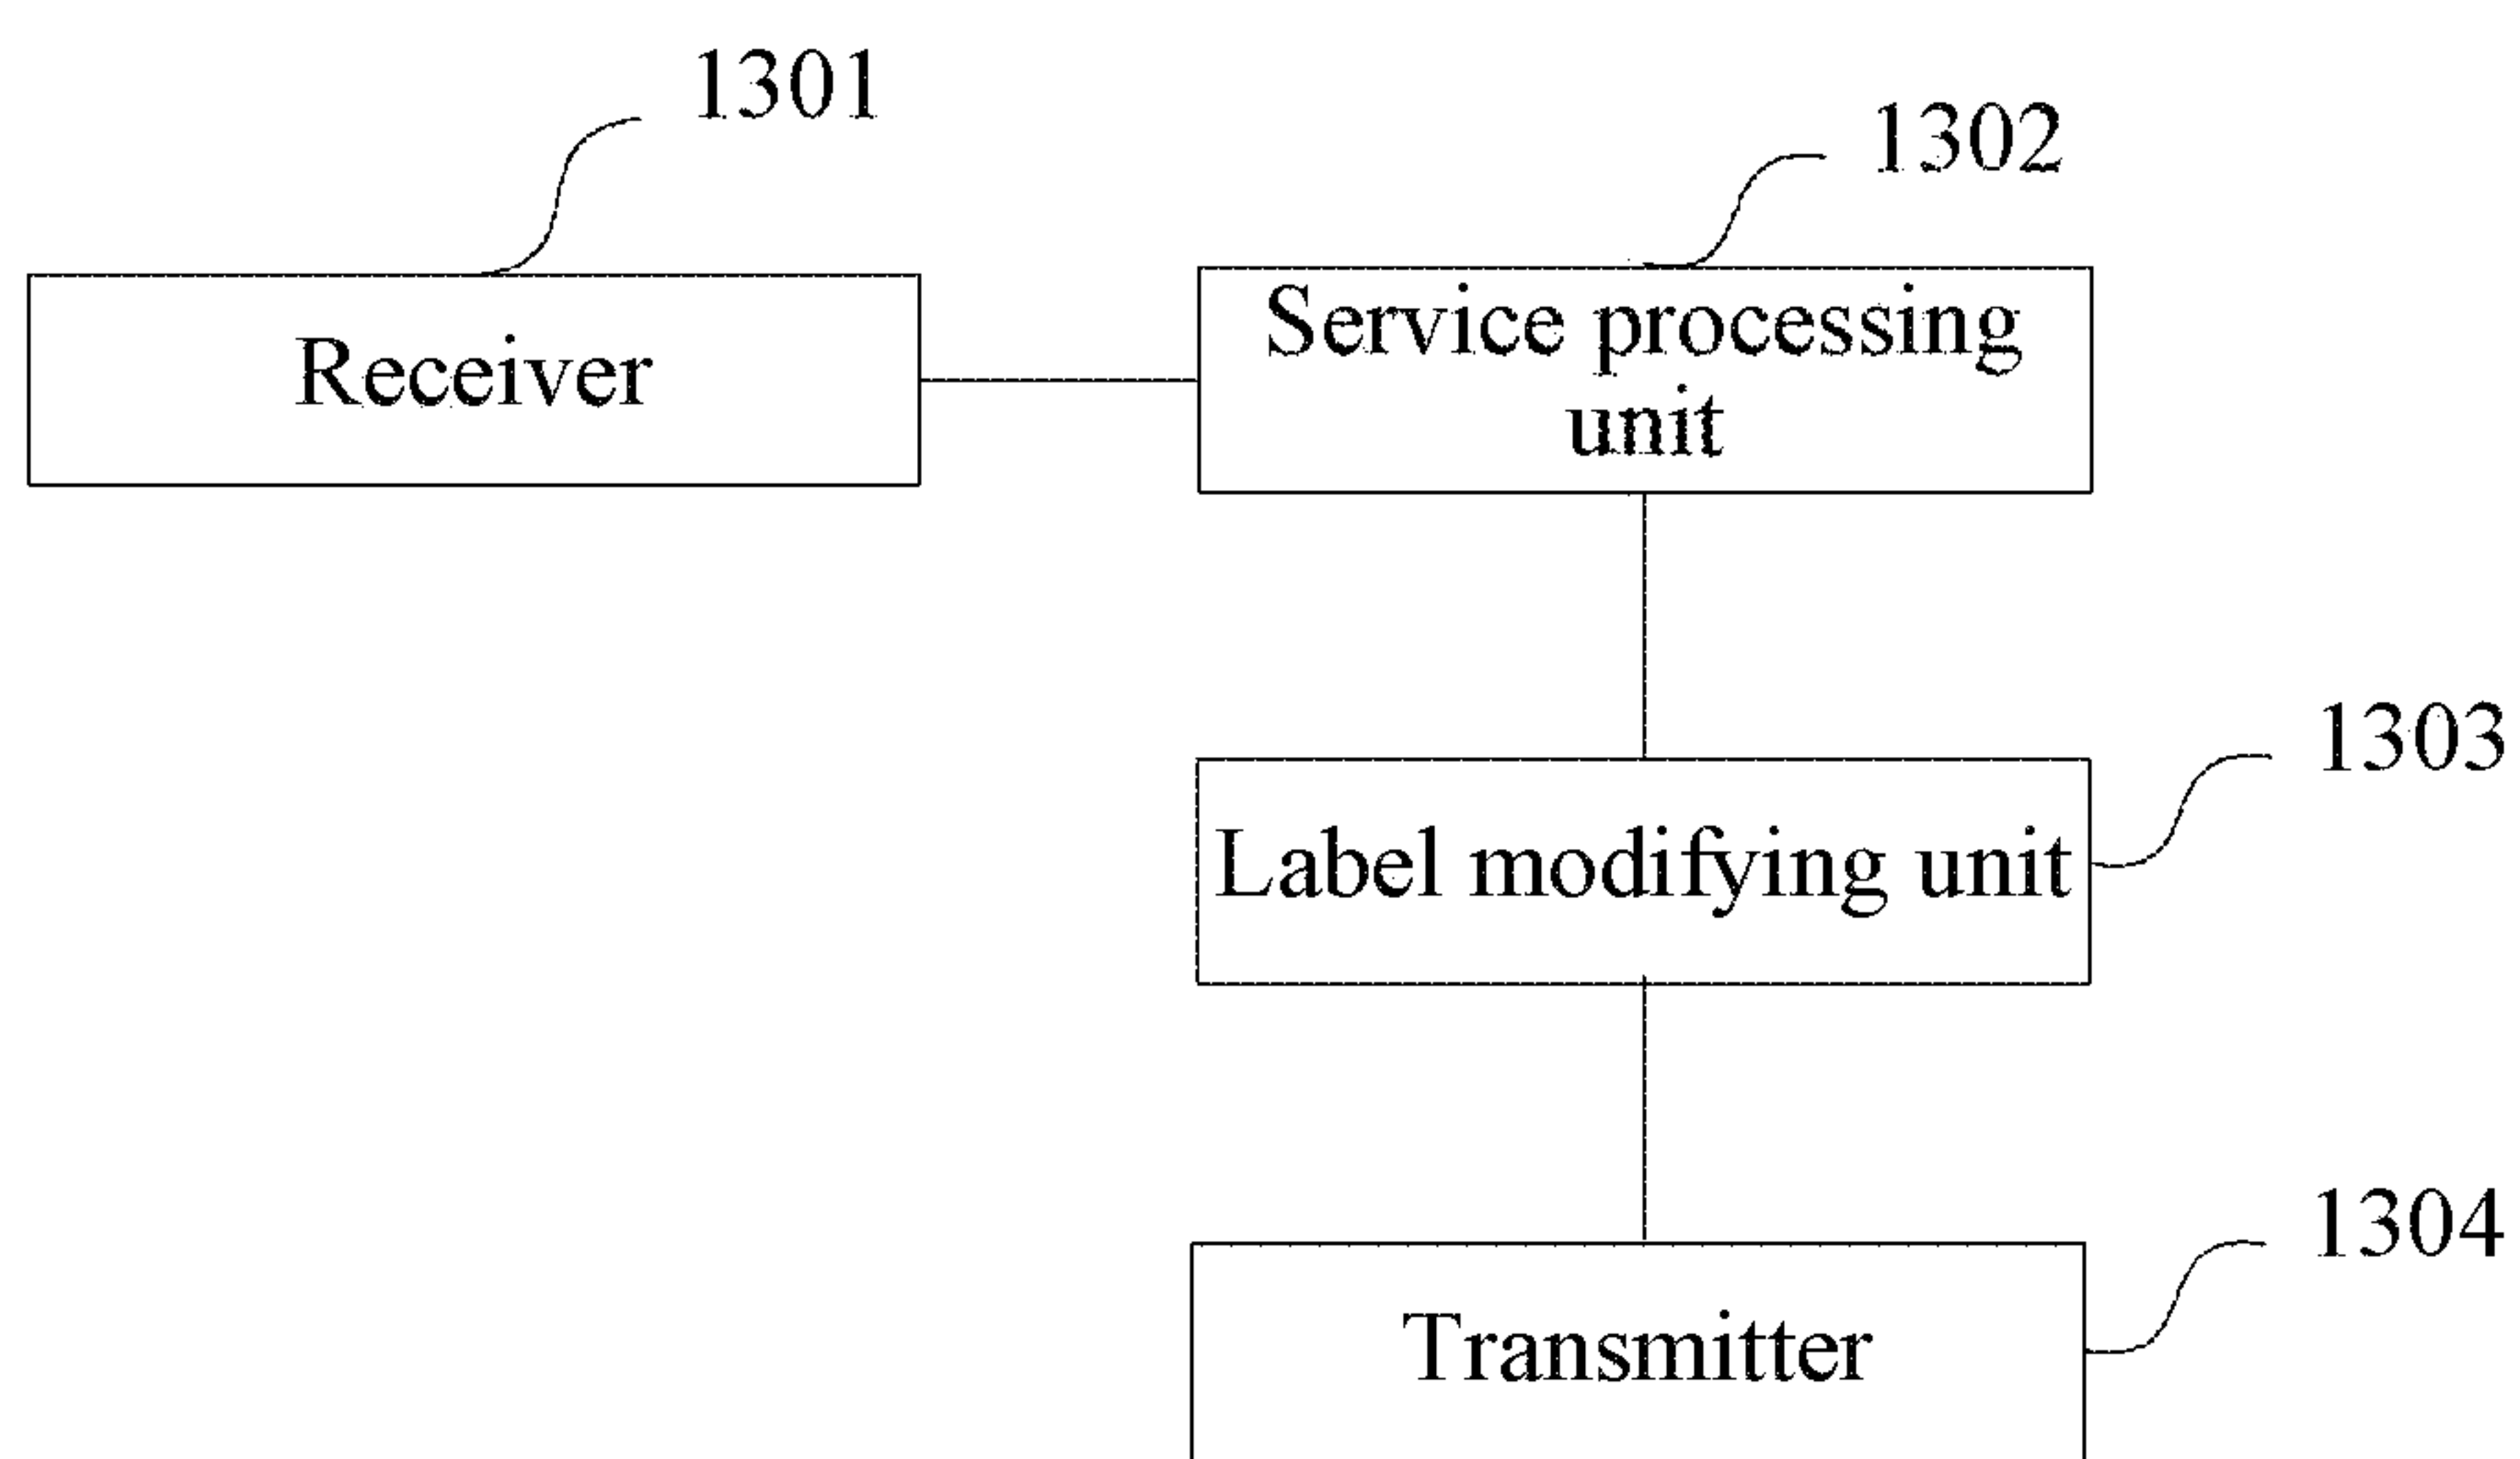 1301
1302
Receiver
Service processing
unit
1303
Label modifying unit
1304
Transmitter